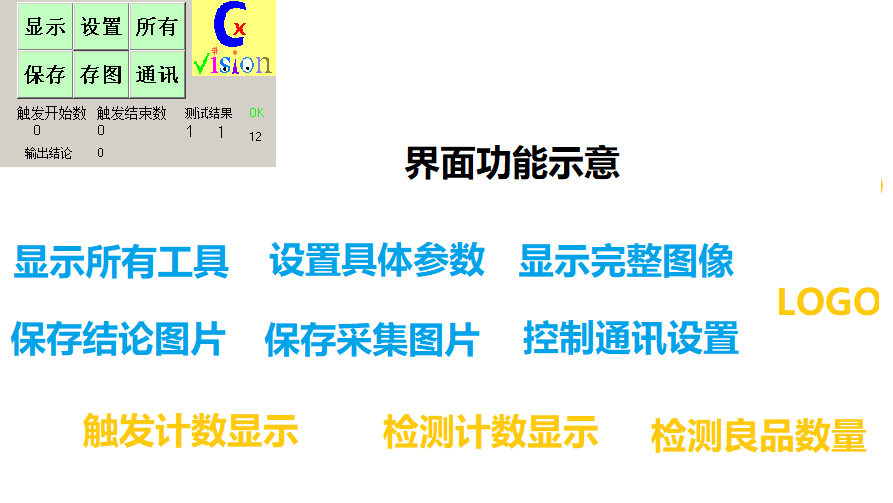 显示 设置 所有
保存 存图 通讯
Cx
vision
触发开始数 触发结束数 测试结果 OK
0 0 1 1 12
输出结论 0
界面功能示意
显示所有工具 设置具体参数 显示完整图像
LOGO
保存结论图片 保存采集图片 控制通讯设置
触发计数显示 检测计数显示 检测良品数量